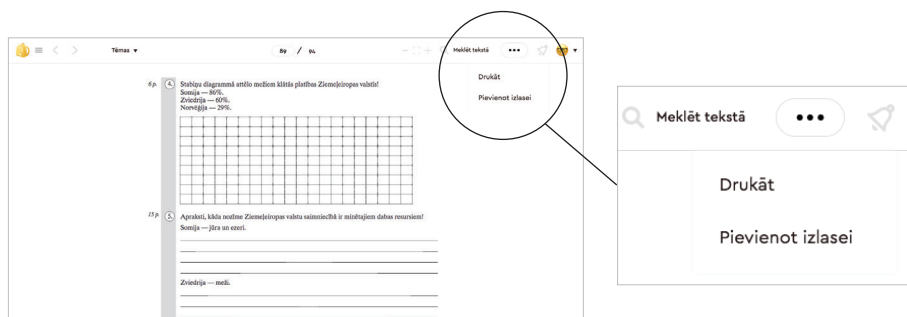 Tēmas
89 / 94
Meklēt tekstā
Drukāt
Pievienot izlasei
6 p. 4. Stabiņu diagrammā attēlo mežiem klātās platības Ziemeļeiropas valstīs!
Somija — 86%.
Zviedrija — 60%.
Norvēģija — 29%.
15 p. 5. Apraksti, kāda nozīme Ziemeļeiropas valstu saimniecībā ir minētajiem dabas resursiem!
Somija — jūra un ezeri.
Zviedrija — meži.
Meklēt tekstā
Drukāt
Pievienot izlasei